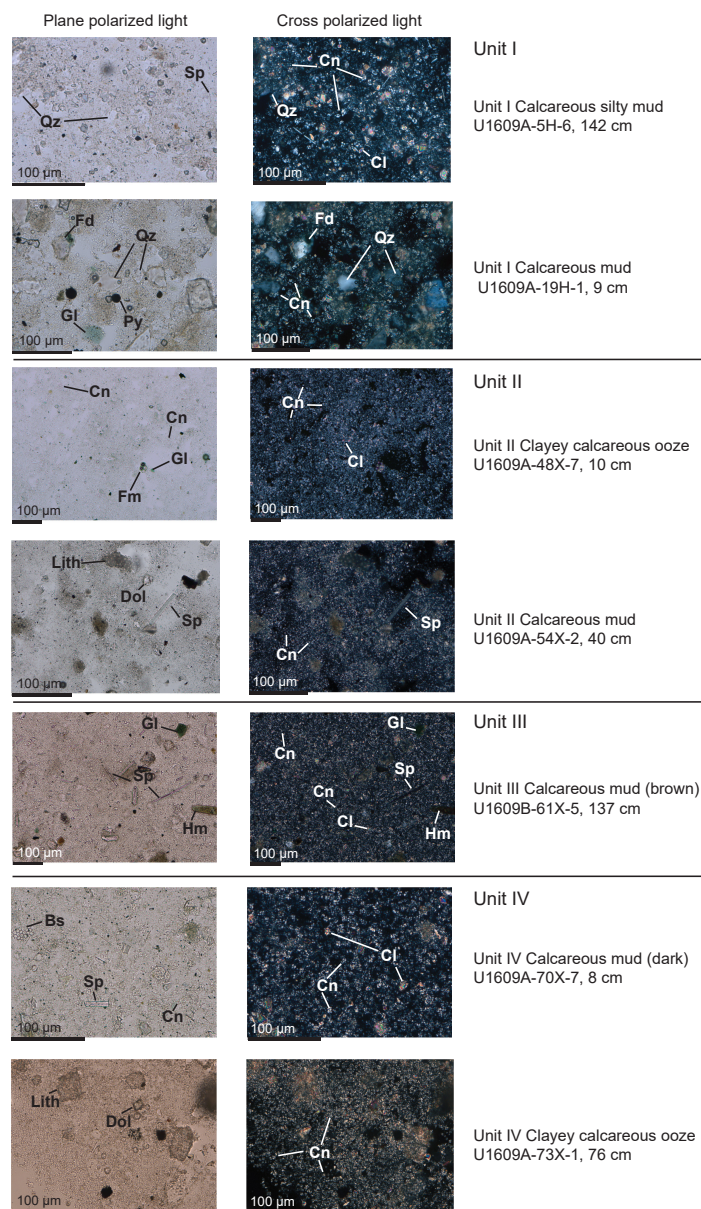 Plane polarized light
Cross polarized light
Sp
Qz
100 µm
Cn
Qz
Cl
100 µm
Unit I
Unit I Calcareous silty mud
U1609A-5H-6, 142 cm
Fd
Qz
Gl
Py
100 µm
Fd
Qz
Cn
100 µm
Unit I Calcareous mud
U1609A-19H-1, 9 cm
Cn
Cn
Gl
Fm
100 µm
Cn
Cl
100 µm
Unit II
Unit II Clayey calcareous ooze
U1609A-48X-7, 10 cm
Lith
Dol
Sp
100 µm
Sp
Cn
100 µm
Unit II Calcareous mud
U1609A-54X-2, 40 cm
Gl
Sp
Hm
100 µm
Gl
Cn
Sp
Cn
Cl
Hm
100 µm
Unit III
Unit III Calcareous mud (brown)
U1609B-61X-5, 137 cm
Bs
Sp
Cn
100 µm
Cl
Cn
100 µm
Unit IV
Unit IV Calcareous mud (dark)
U1609A-70X-7, 8 cm
Lith
Dol
100 µm
Cn
100 µm
Unit IV Clayey calcareous ooze
U1609A-73X-1, 76 cm